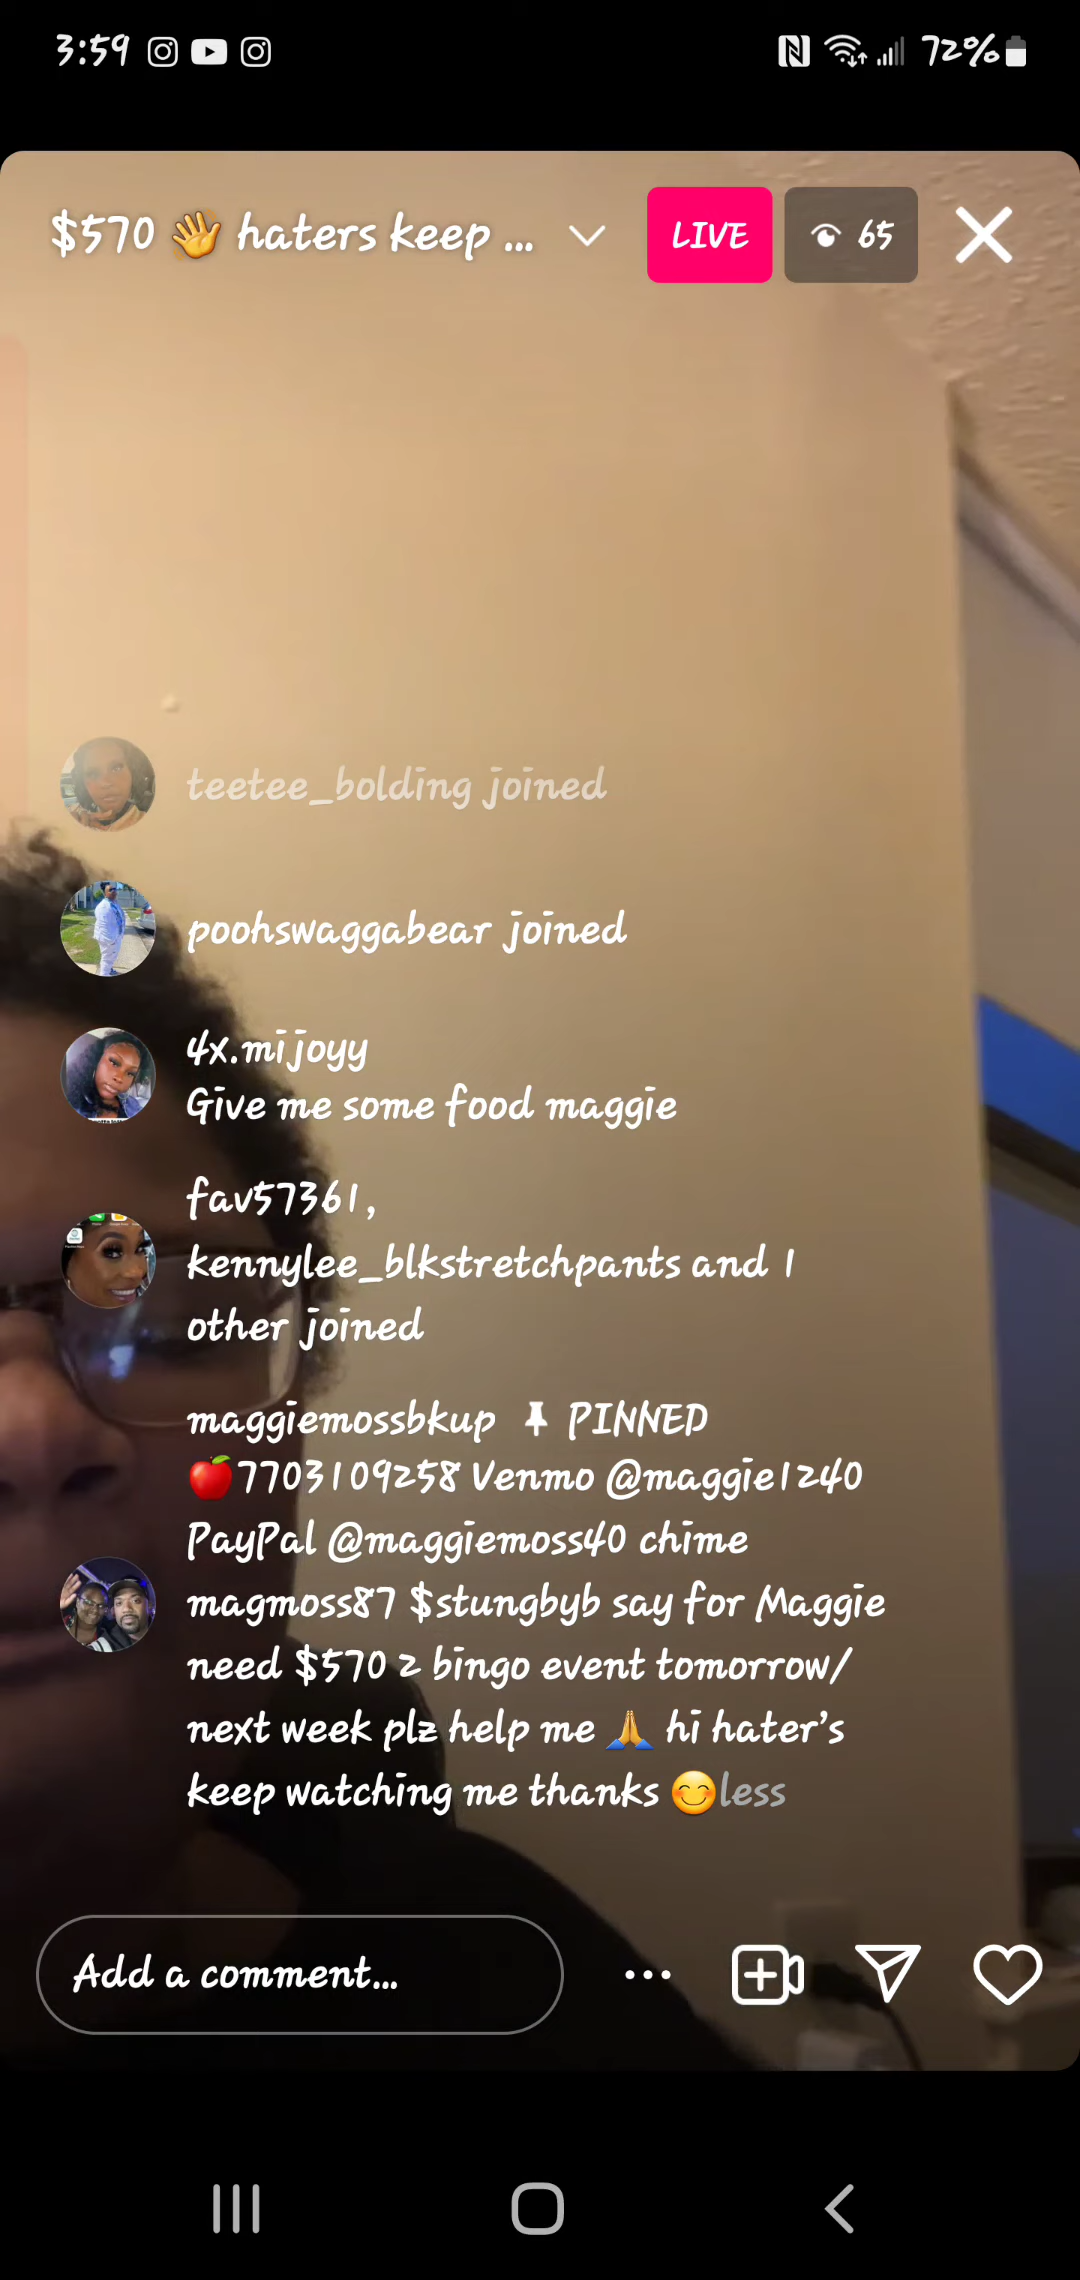 3:59
72%
$570 👋 haters keep ...
LIVE
65
teetee_bolding joined
poohswaggabear joined
4x.mijoyy
Give me some food maggie
fav57361,
kennylee_blkstretchpants and 1
other joined
maggiemossbkup 📌 PINNED
🍎7703109258 Venmo @maggie1240
PayPal @maggiemoss40 chime
magmoss87 $stungbyb say for Maggie
need $570 2 bingo event tomorrow/
next week plz help me 🙏 hi hater's
keep watching me thanks 😊less
Add a comment...